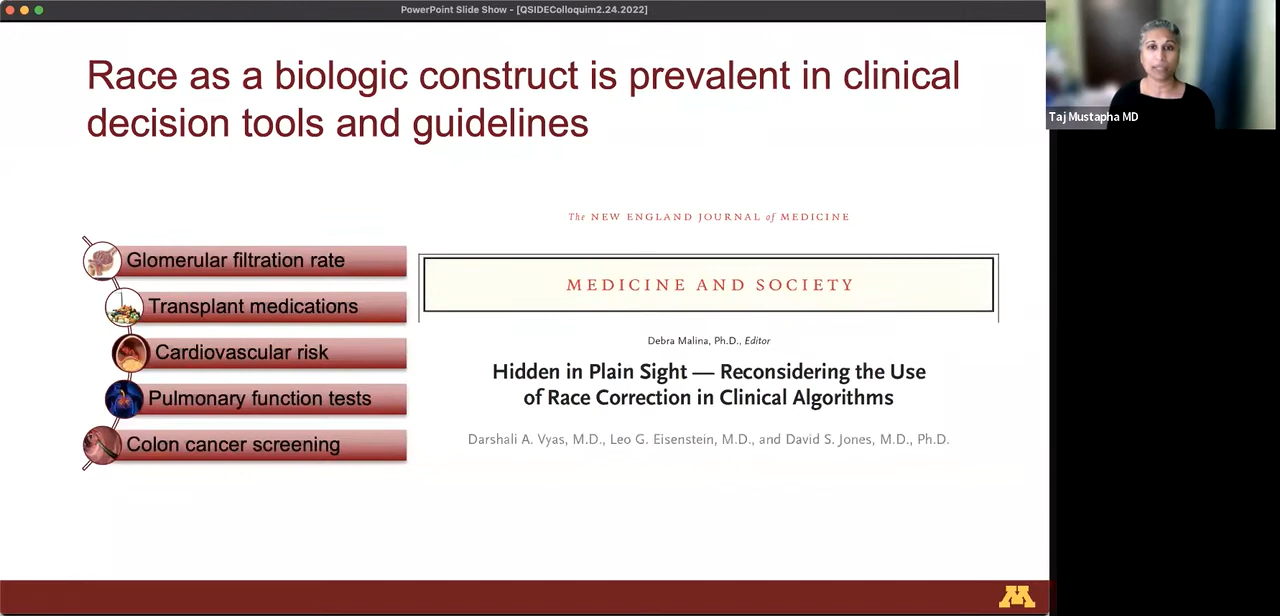 PowerPoint Slide Show - [QSIDEColloquim2.24.2022]
Taj Mustapha MD
Race as a biologic construct is prevalent in clinical
decision tools and guidelines
Glomerular filtration rate
Transplant medications
Cardiovascular risk
Pulmonary function tests
Colon cancer screening
The NEW ENGLAND JOURNAL of MEDICINE
MEDICINE AND SOCIETY
Debra Malina, Ph.D., Editor
Hidden in Plain Sight — Reconsidering the Use
of Race Correction in Clinical Algorithms
Darshali A. Vyas, M.D., Leo G. Eisenstein, M.D., and David S. Jones, M.D., Ph.D.
M